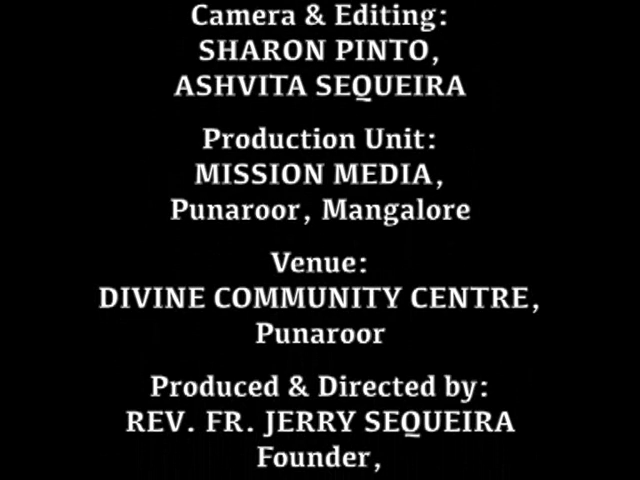 Camera & Editing:
SHARON PINTO,
ASHVITA SEQUEIRA
Production Unit:
MISSION MEDIA,
Punaroor, Mangalore
Venue:
DIVINE COMMUNITY CENTRE,
Punaroor
Produced & Directed by:
REV. FR. JERRY SEQUEIRA
Founder,